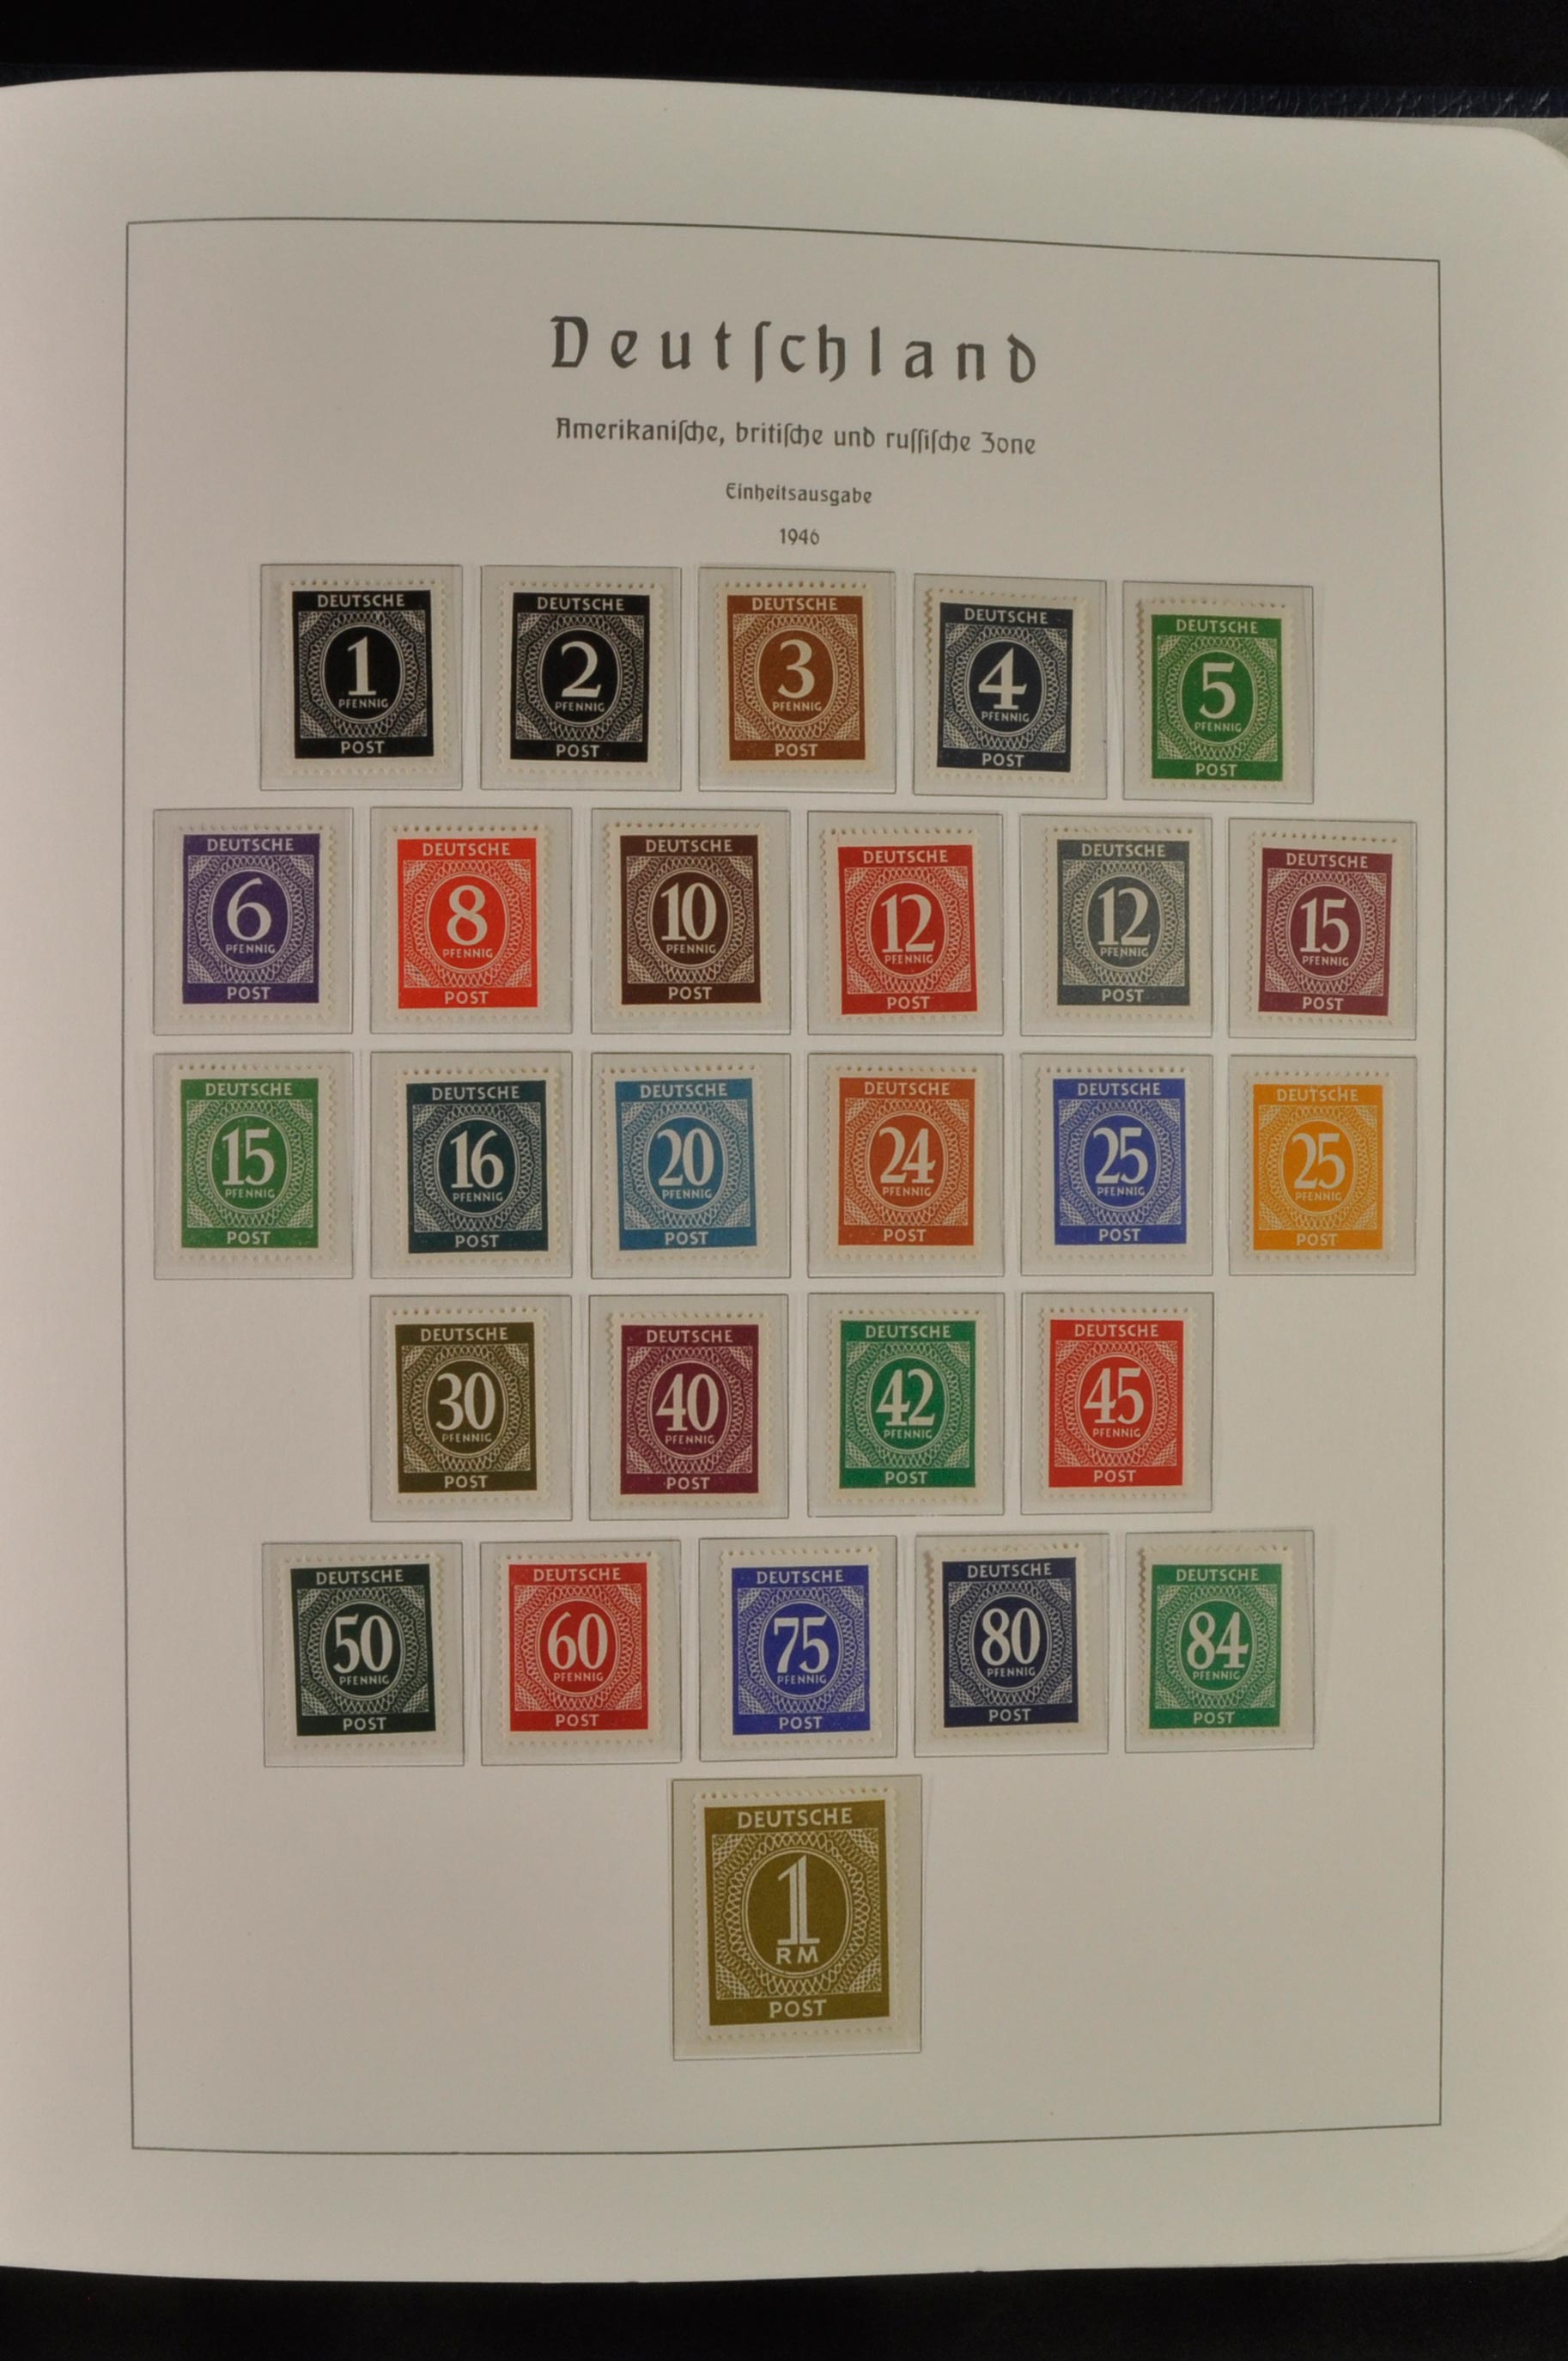 Deutſchland
Amerikaniſche, britiſche und ruſſiſche Zone
Einheitsausgabe
1946
DEUTSCHE
1
PFENNIG
POST
DEUTSCHE
2
PFENNIG
POST
DEUTSCHE
3
PFENNIG
POST
DEUTSCHE
4
PFENNIG
POST
DEUTSCHE
5
PFENNIG
POST
DEUTSCHE
6
PFENNIG
POST
DEUTSCHE
8
PFENNIG
POST
DEUTSCHE
10
PFENNIG
POST
DEUTSCHE
12
PFENNIG
POST
DEUTSCHE
12
PFENNIG
POST
DEUTSCHE
15
PFENNIG
POST
DEUTSCHE
15
PFENNIG
POST
DEUTSCHE
16
PFENNIG
POST
DEUTSCHE
20
PFENNIG
POST
DEUTSCHE
24
PFENNIG
POST
DEUTSCHE
25
PFENNIG
POST
DEUTSCHE
25
PFENNIG
POST
DEUTSCHE
30
PFENNIG
POST
DEUTSCHE
40
PFENNIG
POST
DEUTSCHE
42
PFENNIG
POST
DEUTSCHE
45
PFENNIG
POST
DEUTSCHE
50
PFENNIG
POST
DEUTSCHE
60
PFENNIG
POST
DEUTSCHE
75
PFENNIG
POST
DEUTSCHE
80
PFENNIG
POST
DEUTSCHE
84
PFENNIG
POST
DEUTSCHE
1
RM
POST